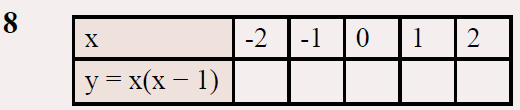 8
x -2 -1 0 1 2
y = x(x − 1)